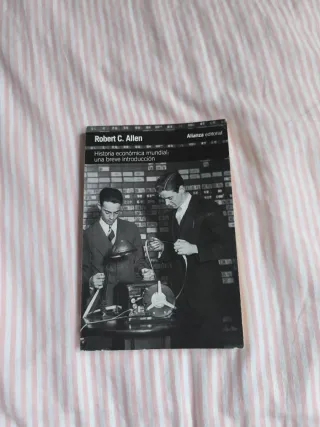 Robert C. Allen
Alianza editorial
Historia económica mundial:
una breve introducción